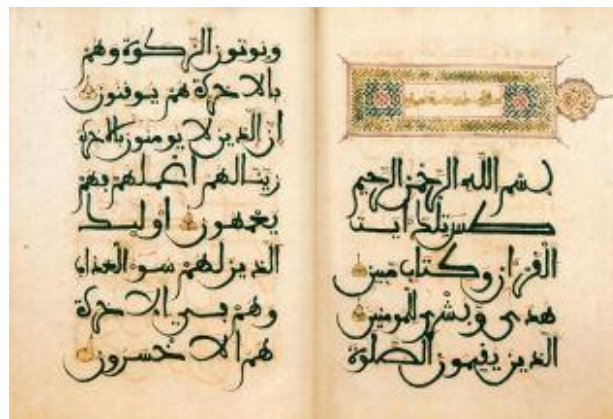 بسم الله الرحمن الرحيم
طس تلك ايت
القران وكتاب مبين
هدى وبشرى للمومنين
الذين يقيمون الصلوة
ويوتون الزكوة وهم
بالاخرة هم يوقنون
ان الذين لا يومنون بالاخرة
زينا لهم اعملهم فهم
يعمهون اوليك
الذين لهم سوء العذاب
وهم في الاخرة
هم الاخسرون